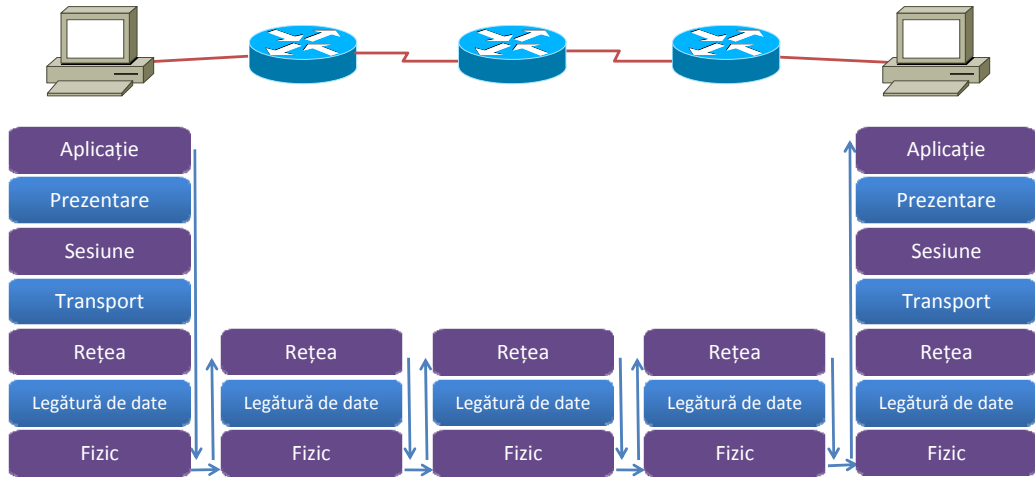 Aplicație
Prezentare
Sesiune
Transport
Rețea
Legătură de date
Fizic
Rețea
Legătură de date
Fizic
Rețea
Legătură de date
Fizic
Rețea
Legătură de date
Fizic
Aplicație
Prezentare
Sesiune
Transport
Rețea
Legătură de date
Fizic